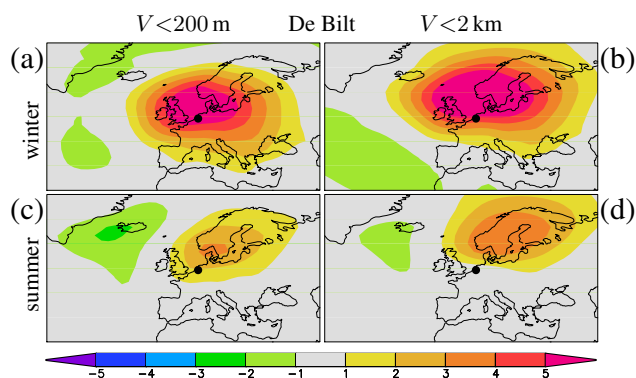 V<200 m De Bilt V<2 km
(a) (b)
winter
(c) (d)
summer
-5 -4 -3 -2 -1 1 2 3 4 5